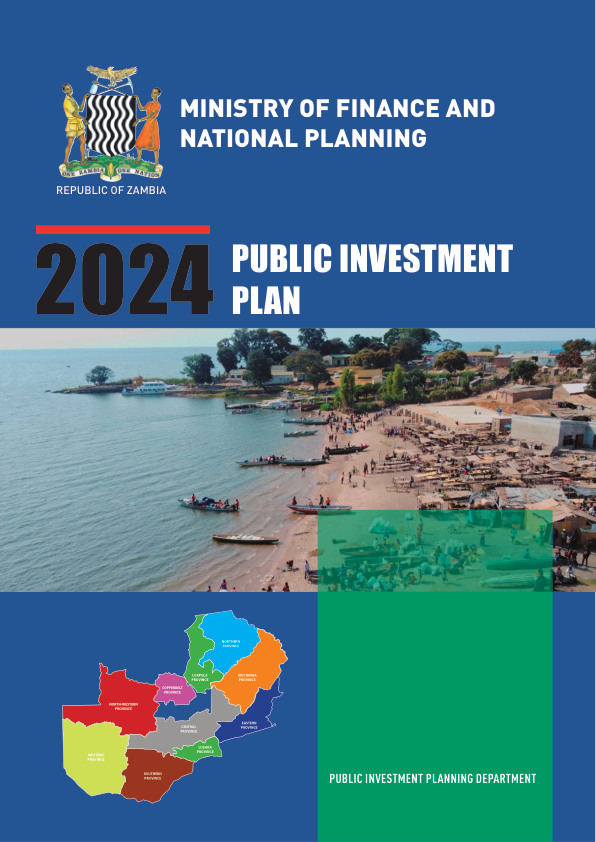 MINISTRY OF FINANCE AND
NATIONAL PLANNING
ONE ZAMBIA ONE NATION
REPUBLIC OF ZAMBIA
2024
PUBLIC INVESTMENT
PLAN
NORTHERN
PROVINCE
LUAPULA
PROVINCE
MUCHINGA
PROVINCE
COPPERBELT
PROVINCE
NORTH-WESTERN
PROVINCE
EASTERN
PROVINCE
CENTRAL
PROVINCE
LUSAKA
PROVINCE
WESTERN
PROVINCE
SOUTHERN
PROVINCE
PUBLIC INVESTMENT PLANNING DEPARTMENT